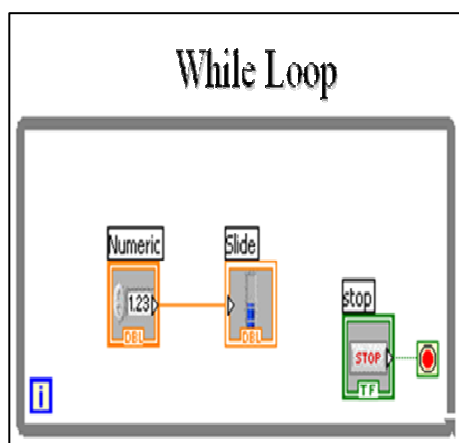 While Loop
Numeric
1.23
DBL
Slide
DBL
stop
STOP
TF
i